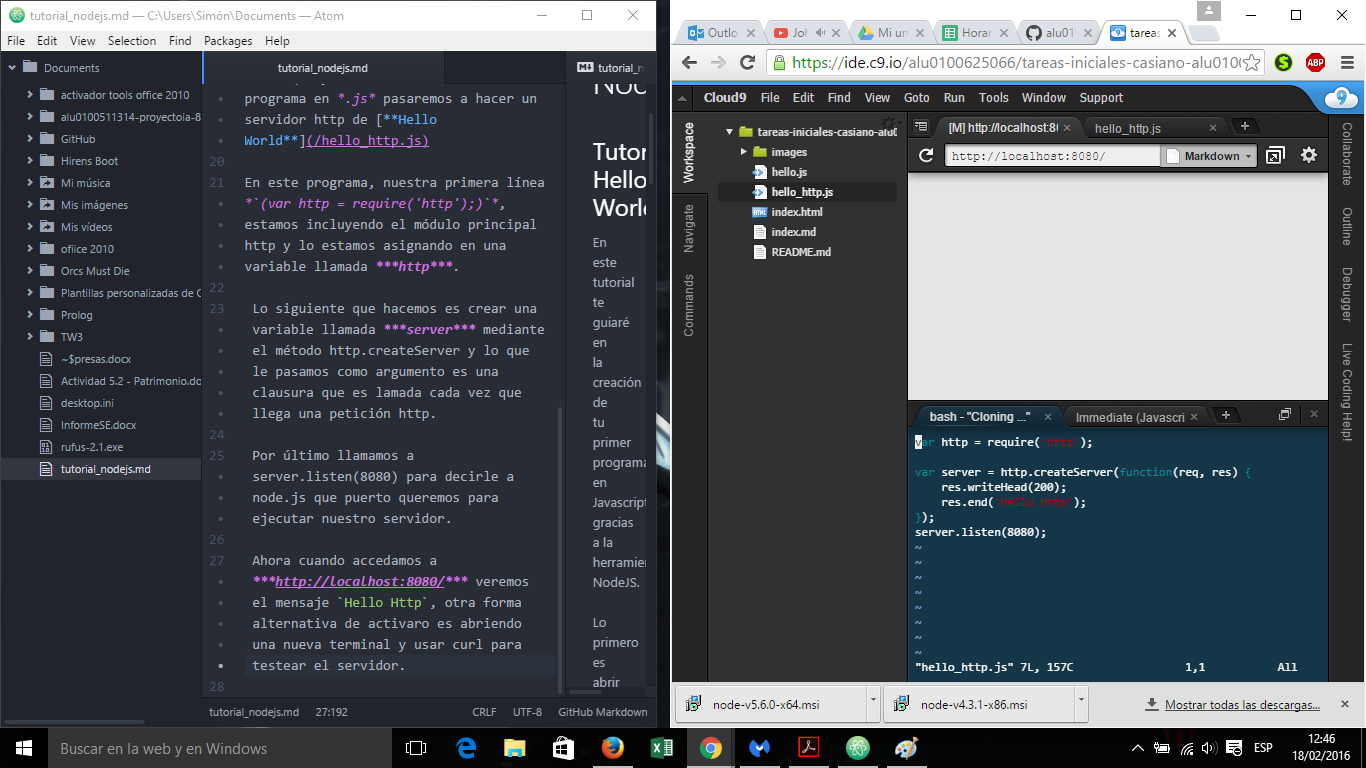 tutorial_nodejs.md — C:\Users\Simón\Documents — Atom
File Edit View Selection Find Packages Help
Documents
activador tools office 2010
alu0100511314-proyectoia-8
GitHub
Hirens Boot
Mi música
Mis imágenes
Mis vídeos
office 2010
Orcs Must Die
Plantillas personalizadas de O
Prolog
TW3
~$presas.docx
Actividad 5.2 - Patrimonio.do
desktop.ini
InformeSE.docx
rufus-2.1.exe
tutorial_nodejs.md
tutorial_nodejs.md
programa en *.js* pasaremos a hacer un
servidor http de [**Hello
World**](/hello_http.js)
20
21 En este programa, nuestra primera línea
*`(var http = require('http');)`*,
estamos incluyendo el módulo principal
http y lo estamos asignando en una
variable llamada ***http***.
22
23 Lo siguiente que hacemos es crear una
variable llamada ***server*** mediante
el método http.createServer y lo que
le pasamos como argumento es una
clausura que es lamada cada vez que
llega una petición http.
24
25 Por último llamamos a
server.listen(8080) para decirle a
node.js que puerto queremos para
ejecutar nuestro servidor.
26
27 Ahora cuando accedamos a
***http://localhost:8080/*** veremos
el mensaje `Hello Http`, otra forma
alternativa de activaro es abriendo
una nueva terminal y usar curl para
testear el servidor.
28
tutorial_n
Tutor
Hello
World
En
este
tutorial
te
guiaré
en
la
creación
de
tu
primer
programa
en
Javascript
gracias
a la
herramie
NodeJS.
Lo
primero
es
abrir
tutorial_nodejs.md 27:192 CRLF UTF-8 GitHub Markdown
Outlo
Joh
Mi un
Horar
alu01
tareas
https://ide.c9.io/alu0100625066/tareas-iniciales-casiano-alu0100
ABP
Cloud9 File Edit Find View Goto Run Tools Window Support
9
Workspace
Navigate
Commands
tareas-iniciales-casiano-alu0
images
hello.js
hello_http.js
index.html
index.md
README.md
[M] http://localhost:80
hello_http.js
http://localhost:8080/
Markdown
Collaborate
Outline
Debugger
Live Coding Help!
bash - "Cloning ..."
Immediate (Javascri
var http = require('http');
var server = http.createServer(function(req, res) {
res.writeHead(200);
res.end('Hello Http');
});
server.listen(8080);
~
~
~
~
~
~
~
~
"hello_http.js" 7L, 157C 1,1 All
node-v5.6.0-x64.msi
node-v4.3.1-x86.msi
Mostrar todas las descargas...
Buscar en la web y en Windows
ESP
12:46
18/02/2016